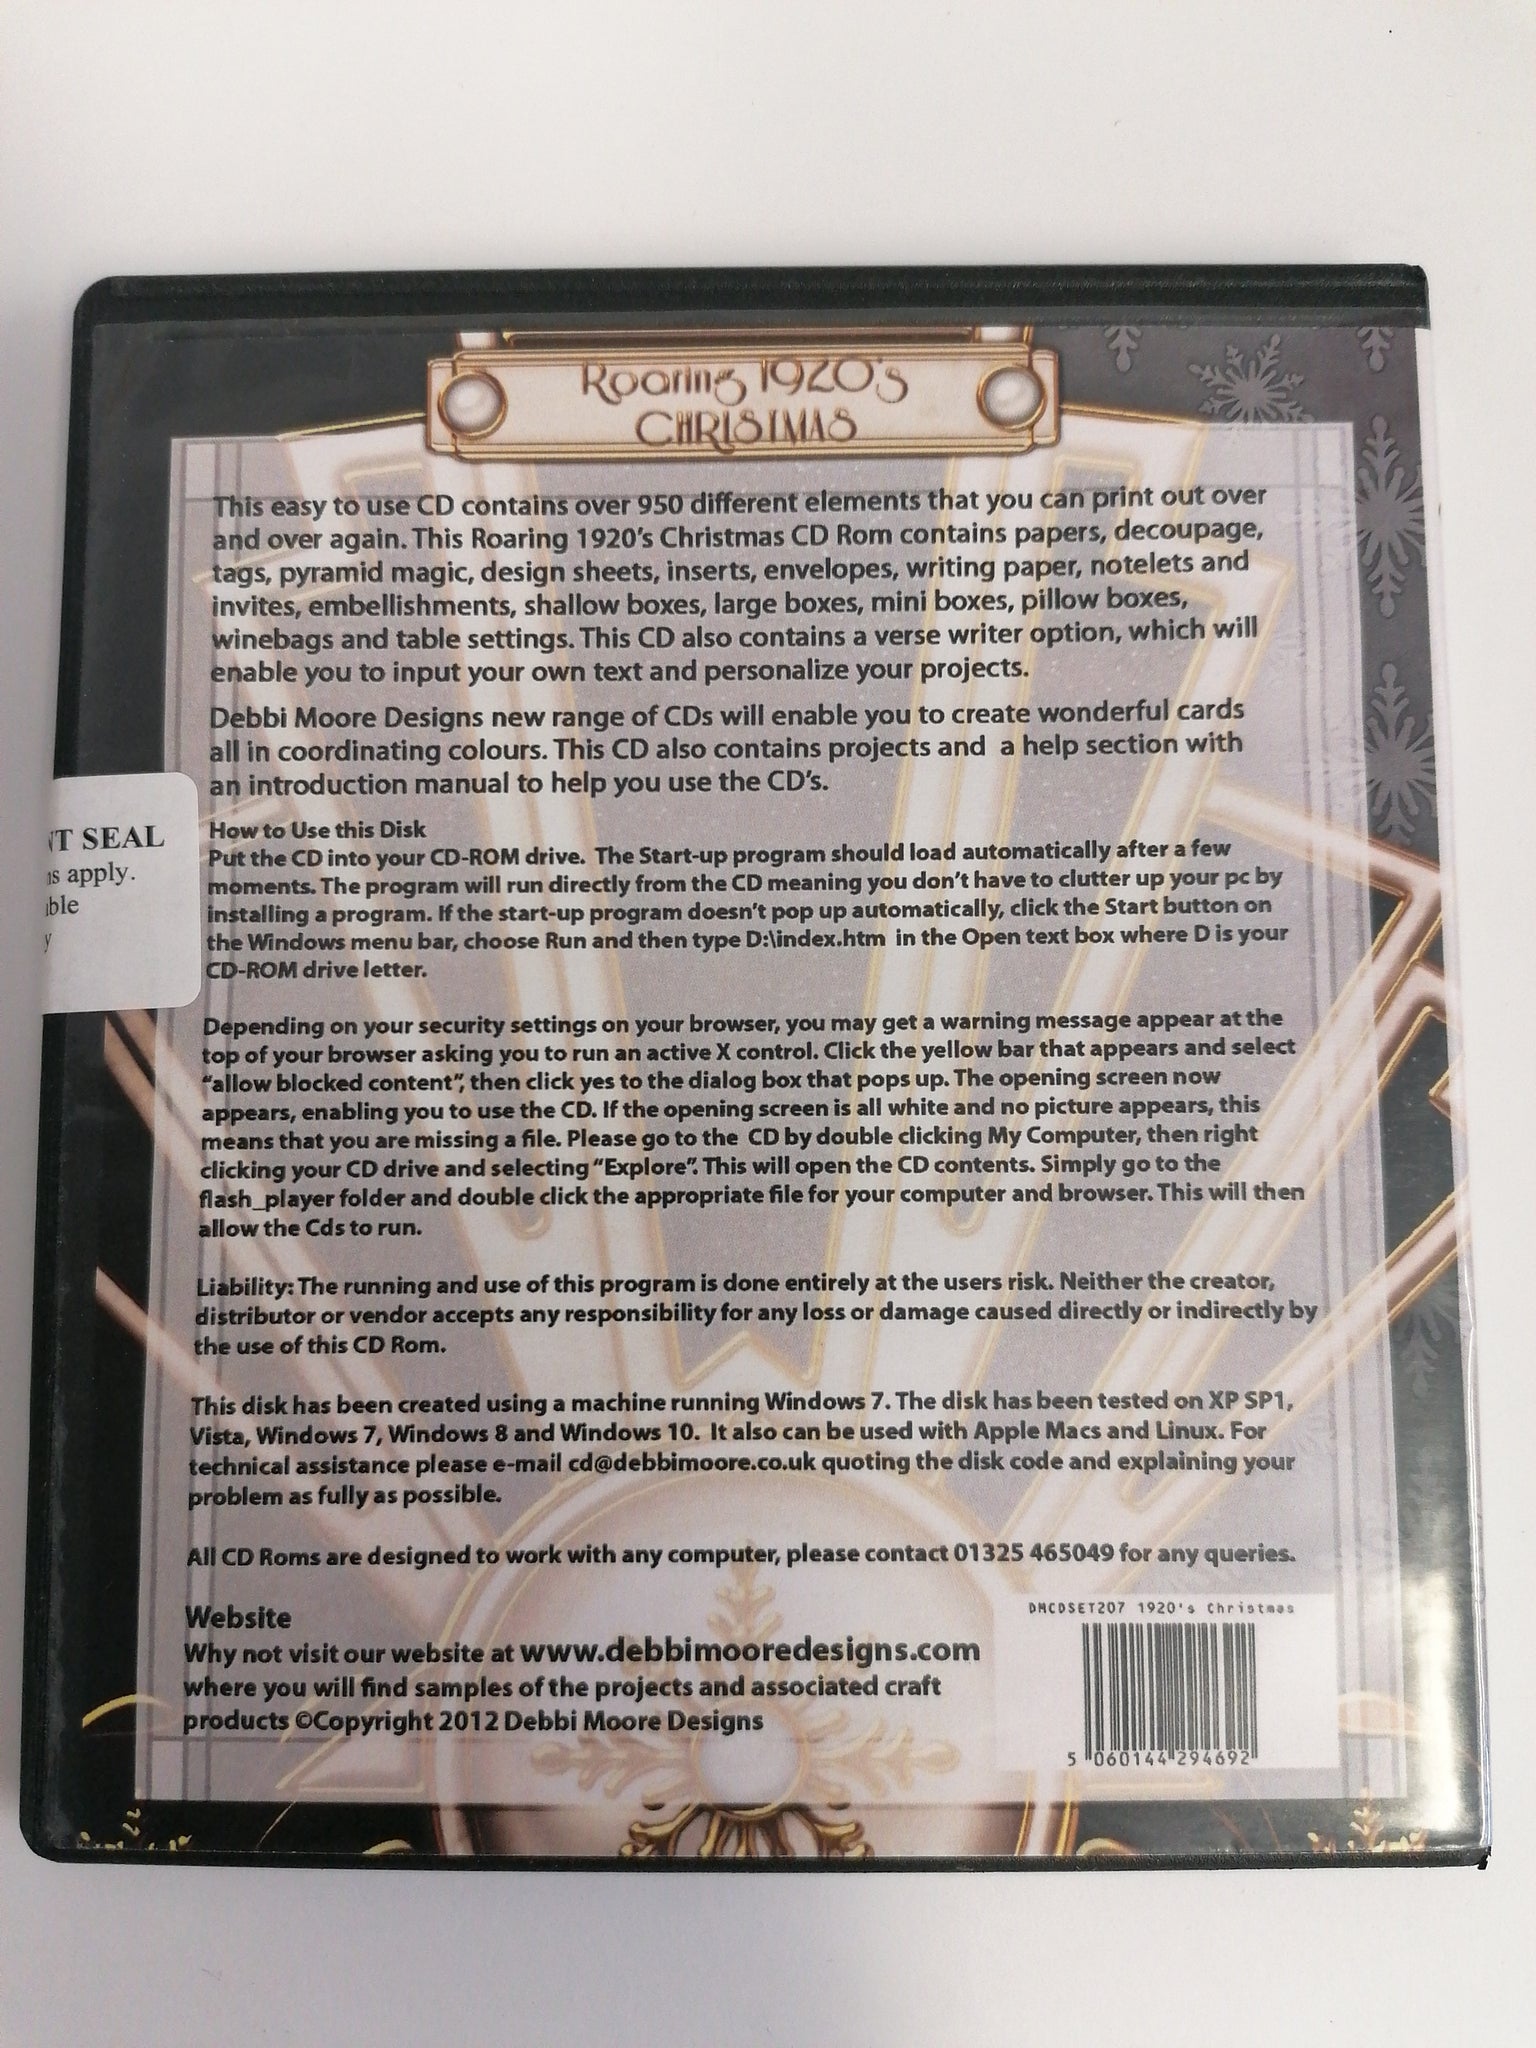 Roaring 1920's
CHRISTMAS
This easy to use CD contains over 950 different elements that you can print out over
and over again. This Roaring 1920's Christmas CD Rom contains papers, decoupage,
tags, pyramid magic, design sheets, inserts, envelopes, writing paper, notelets and
invites, embellishments, shallow boxes, large boxes, mini boxes, pillow boxes,
winebags and table settings. This CD also contains a verse writer option, which will
enable you to input your own text and personalize your projects.
Debbi Moore Designs new range of CDs will enable you to create wonderful cards
all in coordinating colours. This CD also contains projects and a help section with
an introduction manual to help you use the CD's.
SEAL
apply.
How to Use this Disk
Put the CD into your CD-ROM drive. The Start-up program should load automatically after a few
moments. The program will run directly from the CD meaning you don't have to clutter up your pc by
installing a program. If the start-up program doesn't pop up automatically, click the Start button on
the Windows menu bar, choose Run and then type D:\index.htm in the Open text box where D is your
CD-ROM drive letter.
Depending on your security settings on your browser, you may get a warning message appear at the
top of your browser asking you to run an active X control. Click the yellow bar that appears and select
"allow blocked content", then click yes to the dialog box that pops up. The opening screen now
appears, enabling you to use the CD. If the opening screen is all white and no picture appears, this
means that you are missing a file. Please go to the CD by double clicking My Computer, then right
clicking your CD drive and selecting "Explore". This will open the CD contents. Simply go to the
flash_player folder and double click the appropriate file for your computer and browser. This will then
allow the Cds to run.
Liability: The running and use of this program is done entirely at the users risk. Neither the creator,
distributor or vendor accepts any responsibility for any loss or damage caused directly or indirectly by
the use of this CD Rom.
This disk has been created using a machine running Windows 7. The disk has been tested on XP SP1,
Vista, Windows 7, Windows 8 and Windows 10. It also can be used with Apple Macs and Linux. For
technical assistance please e-mail cd@debbimoore.co.uk quoting the disk code and explaining your
problem as fully as possible.
All CD Roms are designed to work with any computer, please contact 01325 465049 for any queries.
Website
Why not visit our website at www.debbimooredesigns.com
where you will find samples of the projects and associated craft
products ©Copyright 2012 Debbi Moore Designs
DMCDSET207 1920's Christmas
5 060144 294692